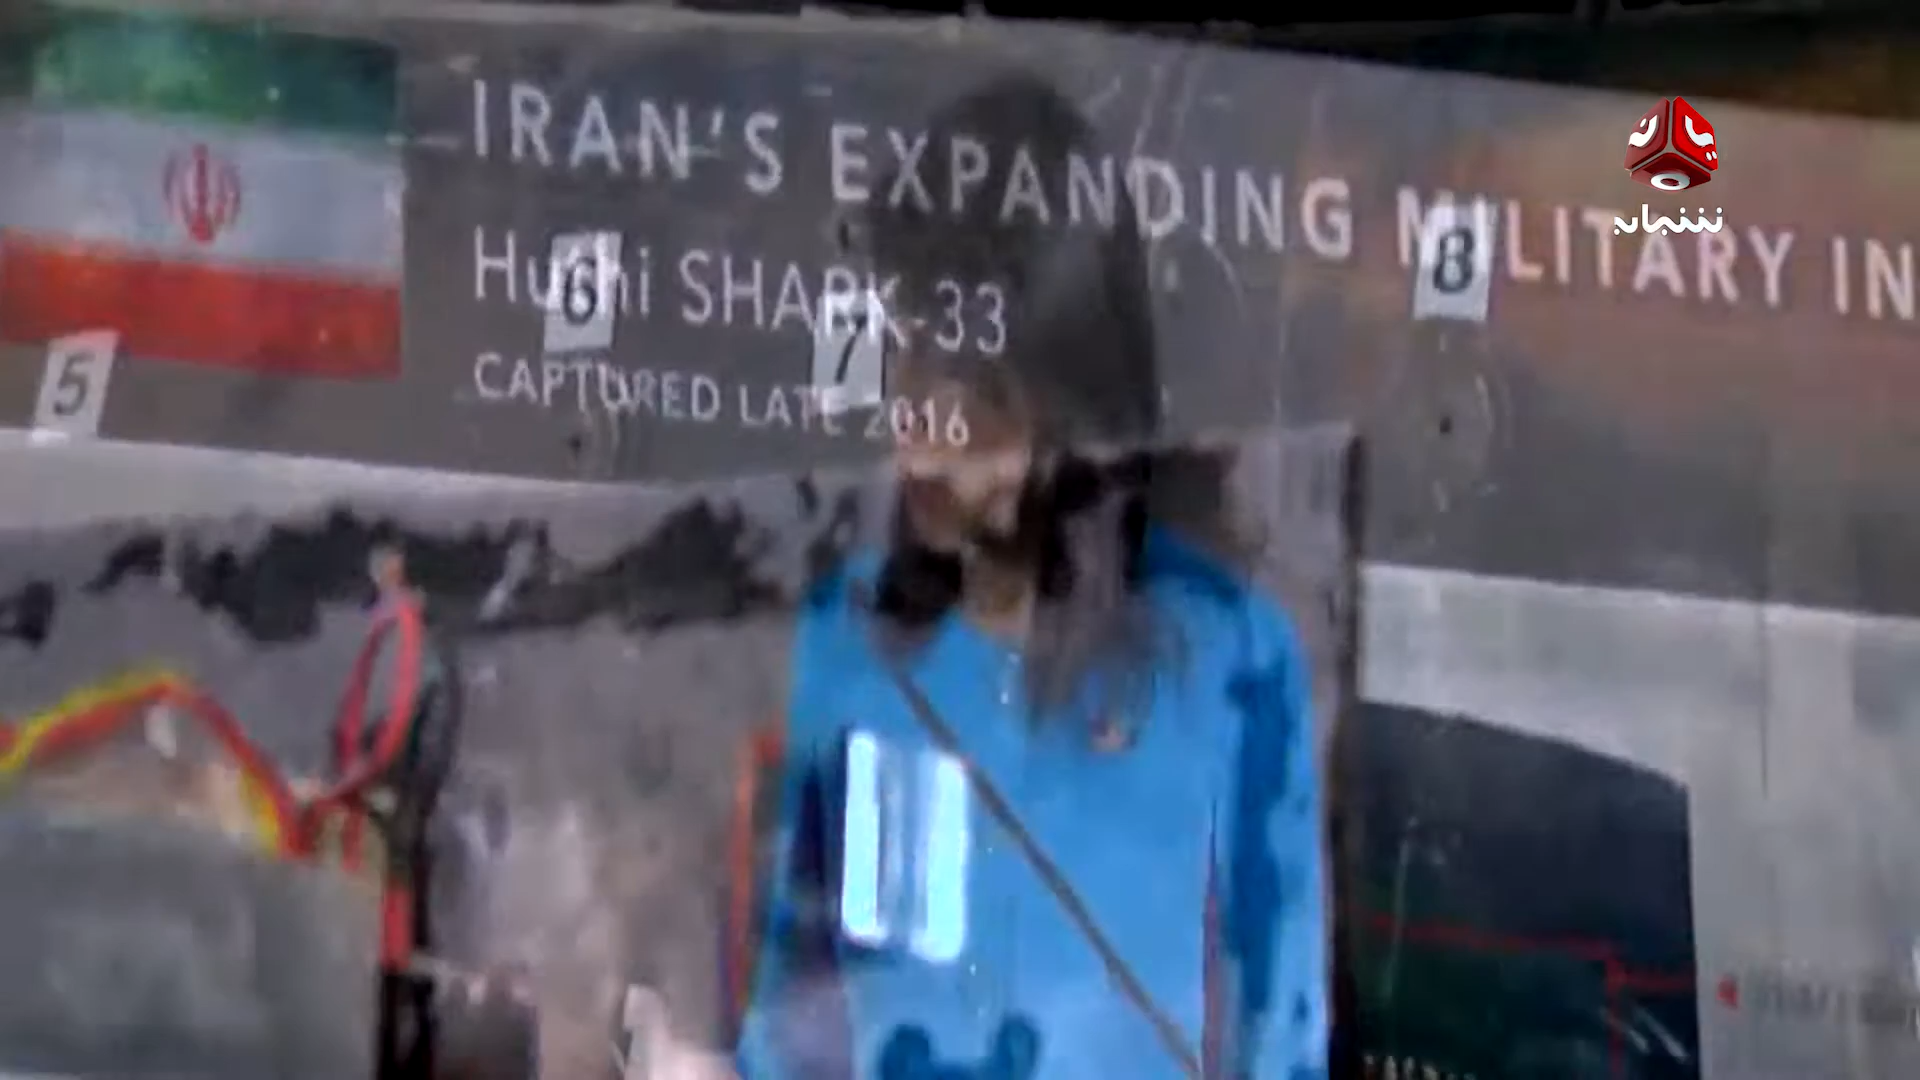 IRAN'S EXPANDING MILITARY IN
Huthi SHARK-33
CAPTURED LATE 2016
5
6
7
8